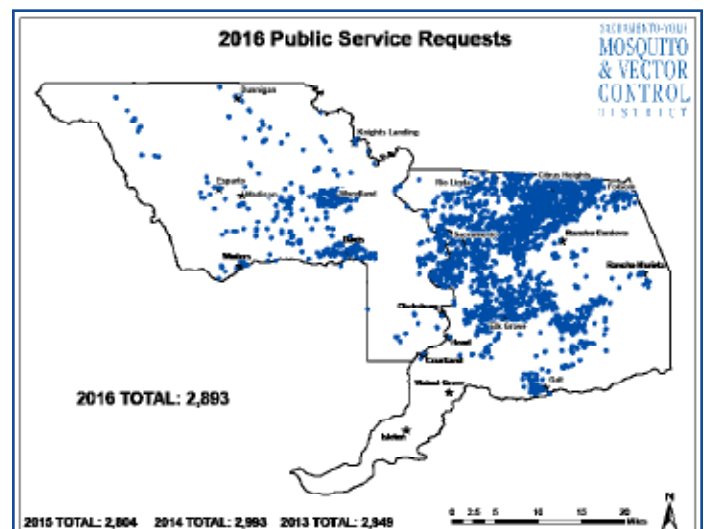 2016 Public Service Requests
SACRAMENTO-YOLO
MOSQUITO
& VECTOR
CONTROL
DISTRICT
Dunnigan
Knights Landing
Esparto
Madison
Woodland
Davis
Winters
Rio Linda
Citrus Heights
Folsom
Sacramento
Rancho Cordova
Rancho Murieta
Clarksburg
Elk Grove
Hood
Courtland
Walnut Grove
Galt
Isleton
2016 TOTAL: 2,893
2015 TOTAL: 2,804 2014 TOTAL: 2,993 2013 TOTAL: 2,949
0 2.5 5 10 15 20
Miles
N